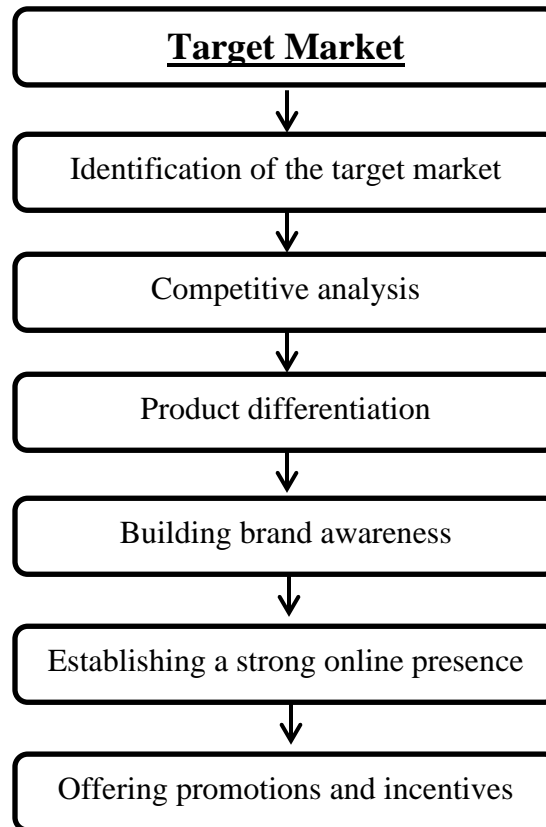 Target Market
Identification of the target market
Competitive analysis
Product differentiation
Building brand awareness
Establishing a strong online presence
Offering promotions and incentives